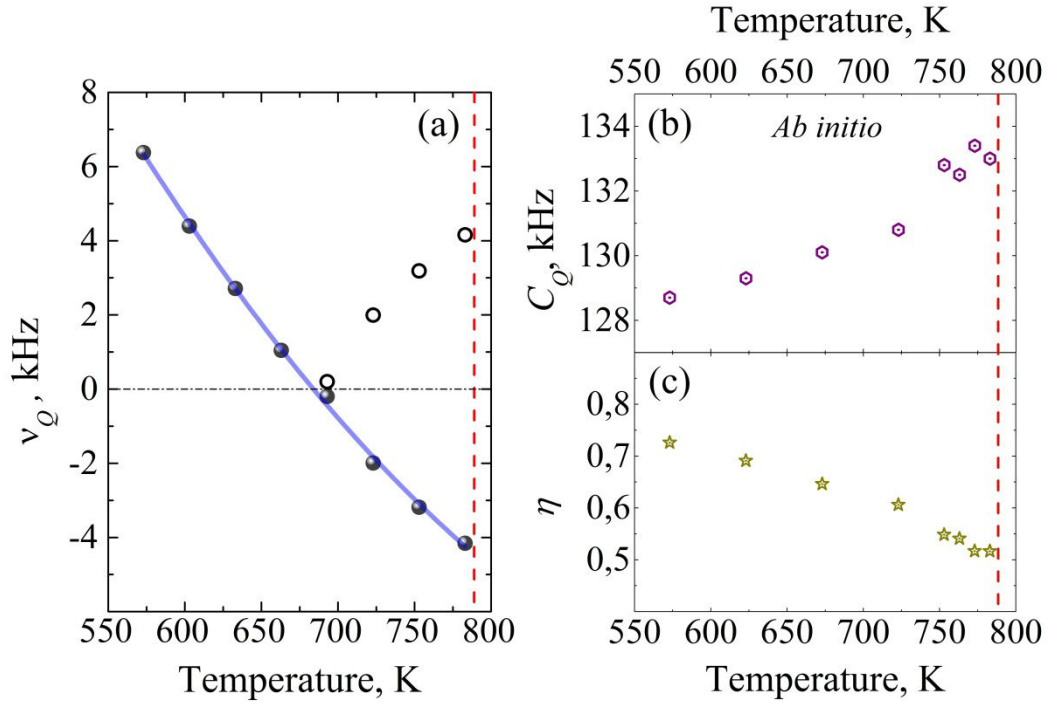 (a)
8
6
4
2
0
-2
-4
ν_Q, kHz
550 600 650 700 750 800
Temperature, K
Temperature, K
550 600 650 700 750 800
(b)
Ab initio
134
132
130
128
C_Q, kHz
(c)
0,8
0,7
0,6
0,5
η
550 600 650 700 750 800
Temperature, K